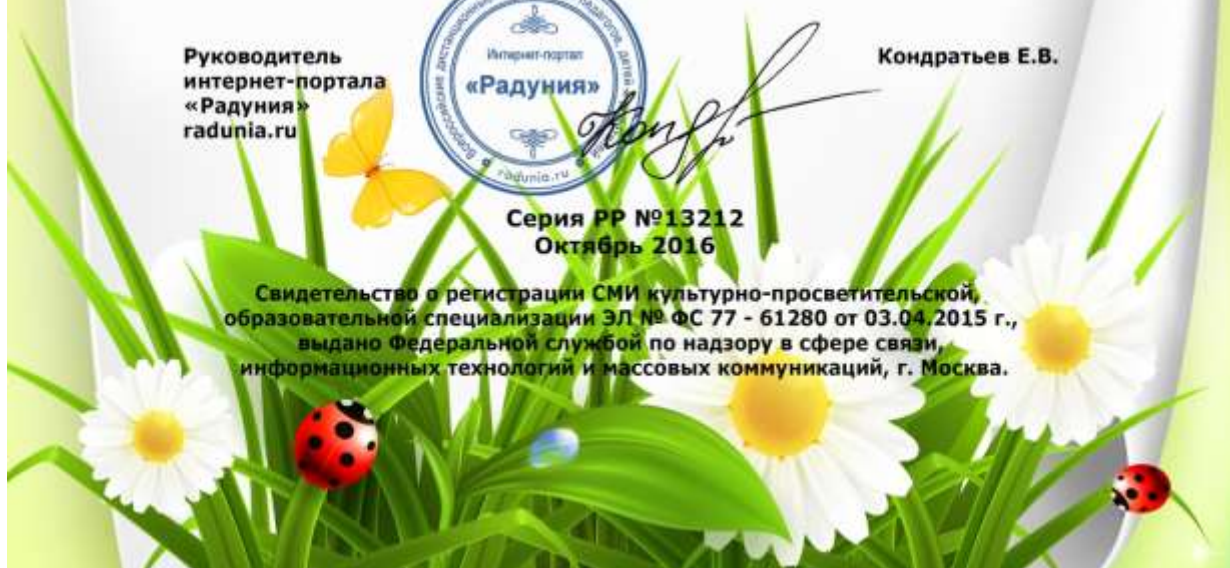 Руководитель
интернет-портала
«Радуния»
radunia.ru
Интернет-портал
«Радуния»
radunia.ru
Кондратьев Е.В.
Серия РР №13212
Октябрь 2016
Свидетельство о регистрации СМИ культурно-просветительской,
образовательной специализации ЭЛ № ФС 77 - 61280 от 03.04.2015 г.,
выдано Федеральной службой по надзору в сфере связи,
информационных технологий и массовых коммуникаций, г. Москва.